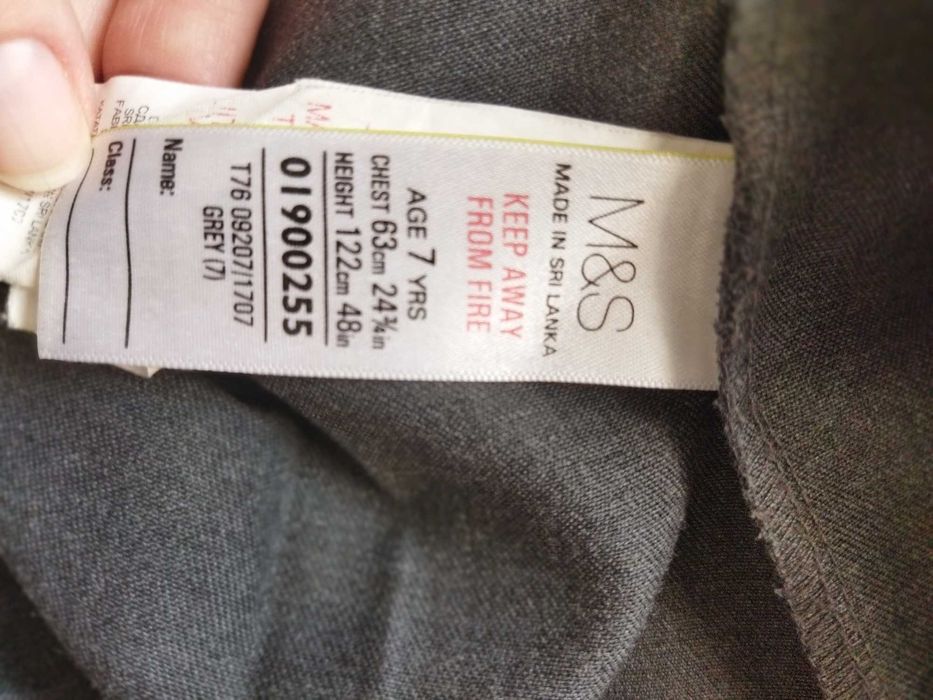 M&S
MADE IN SRI LANKA
KEEP AWAY
FROM FIRE
AGE 7 YRS
CHEST 63cm 24¾in
HEIGHT 122cm 48in
01900255
T76 09207/1707
GREY (7)
Name:
Class: